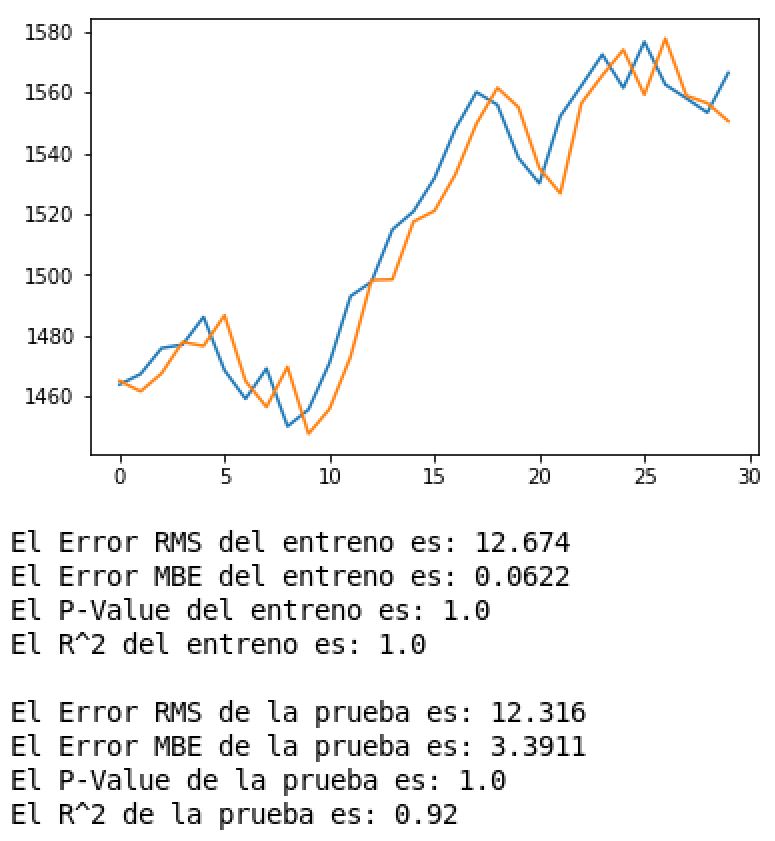 1580
1560
1540
1520
1500
1480
1460
0 5 10 15 20 25 30
El Error RMS del entreno es: 12.674
El Error MBE del entreno es: 0.0622
El P-Value del entreno es: 1.0
El R^2 del entreno es: 1.0
El Error RMS de la prueba es: 12.316
El Error MBE de la prueba es: 3.3911
El P-Value de la prueba es: 1.0
El R^2 de la prueba es: 0.92